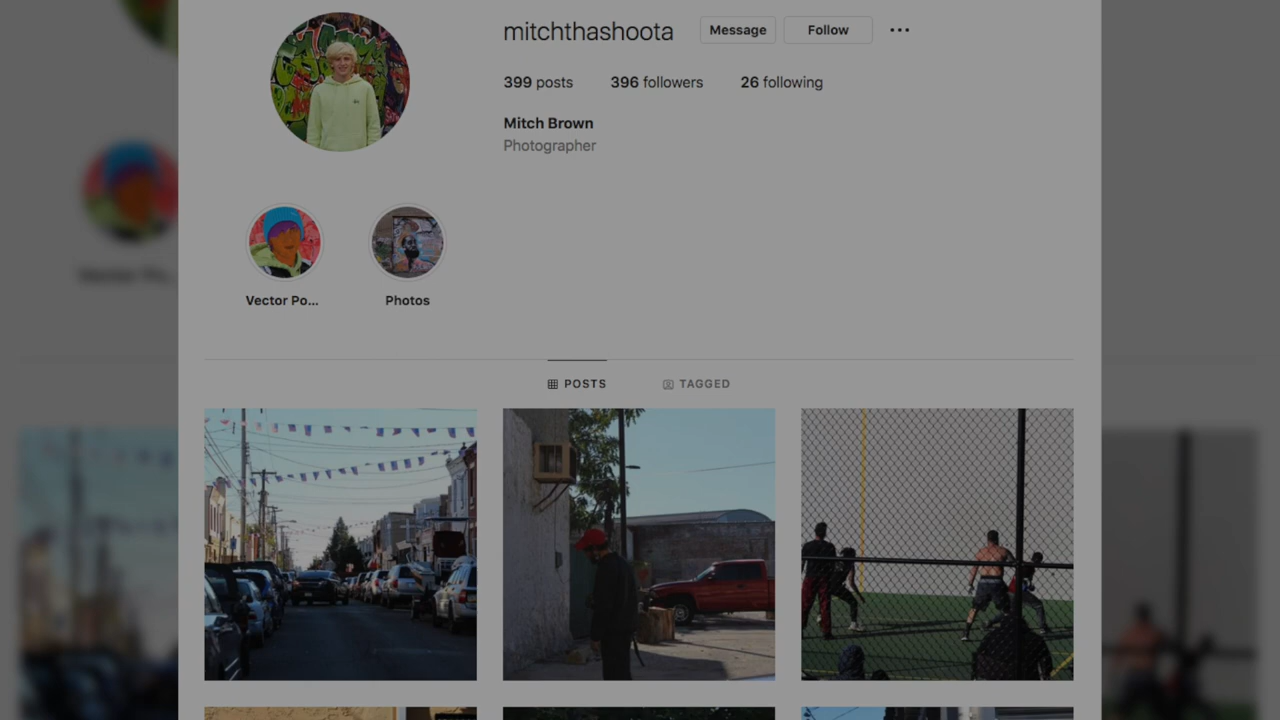 mitchthashoota Message Follow
399 posts 396 followers 26 following
Mitch Brown
Photographer
Vector Po... Photos
POSTS TAGGED